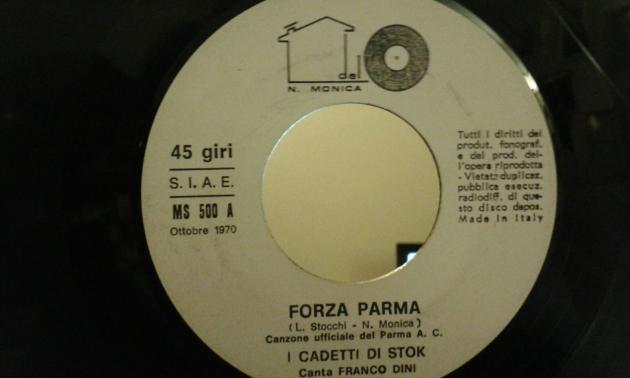 del
N. MONICA
45 giri
S. I. A. E.
MS 500 A
Ottobre 1970
Tutti i diritti dei
produt. fonograf.
e dei prod. del-
l'opera riprodotta
- Vietata duplicaz.
pubblica esecuz.
radiodiff. di que-
sto disco depos.
Made in Italy
FORZA PARMA
( L. Stocchi - N. Monica )
Canzone ufficiale del Parma A. C.
I CADETTI DI STOK
Canta FRANCO DINI